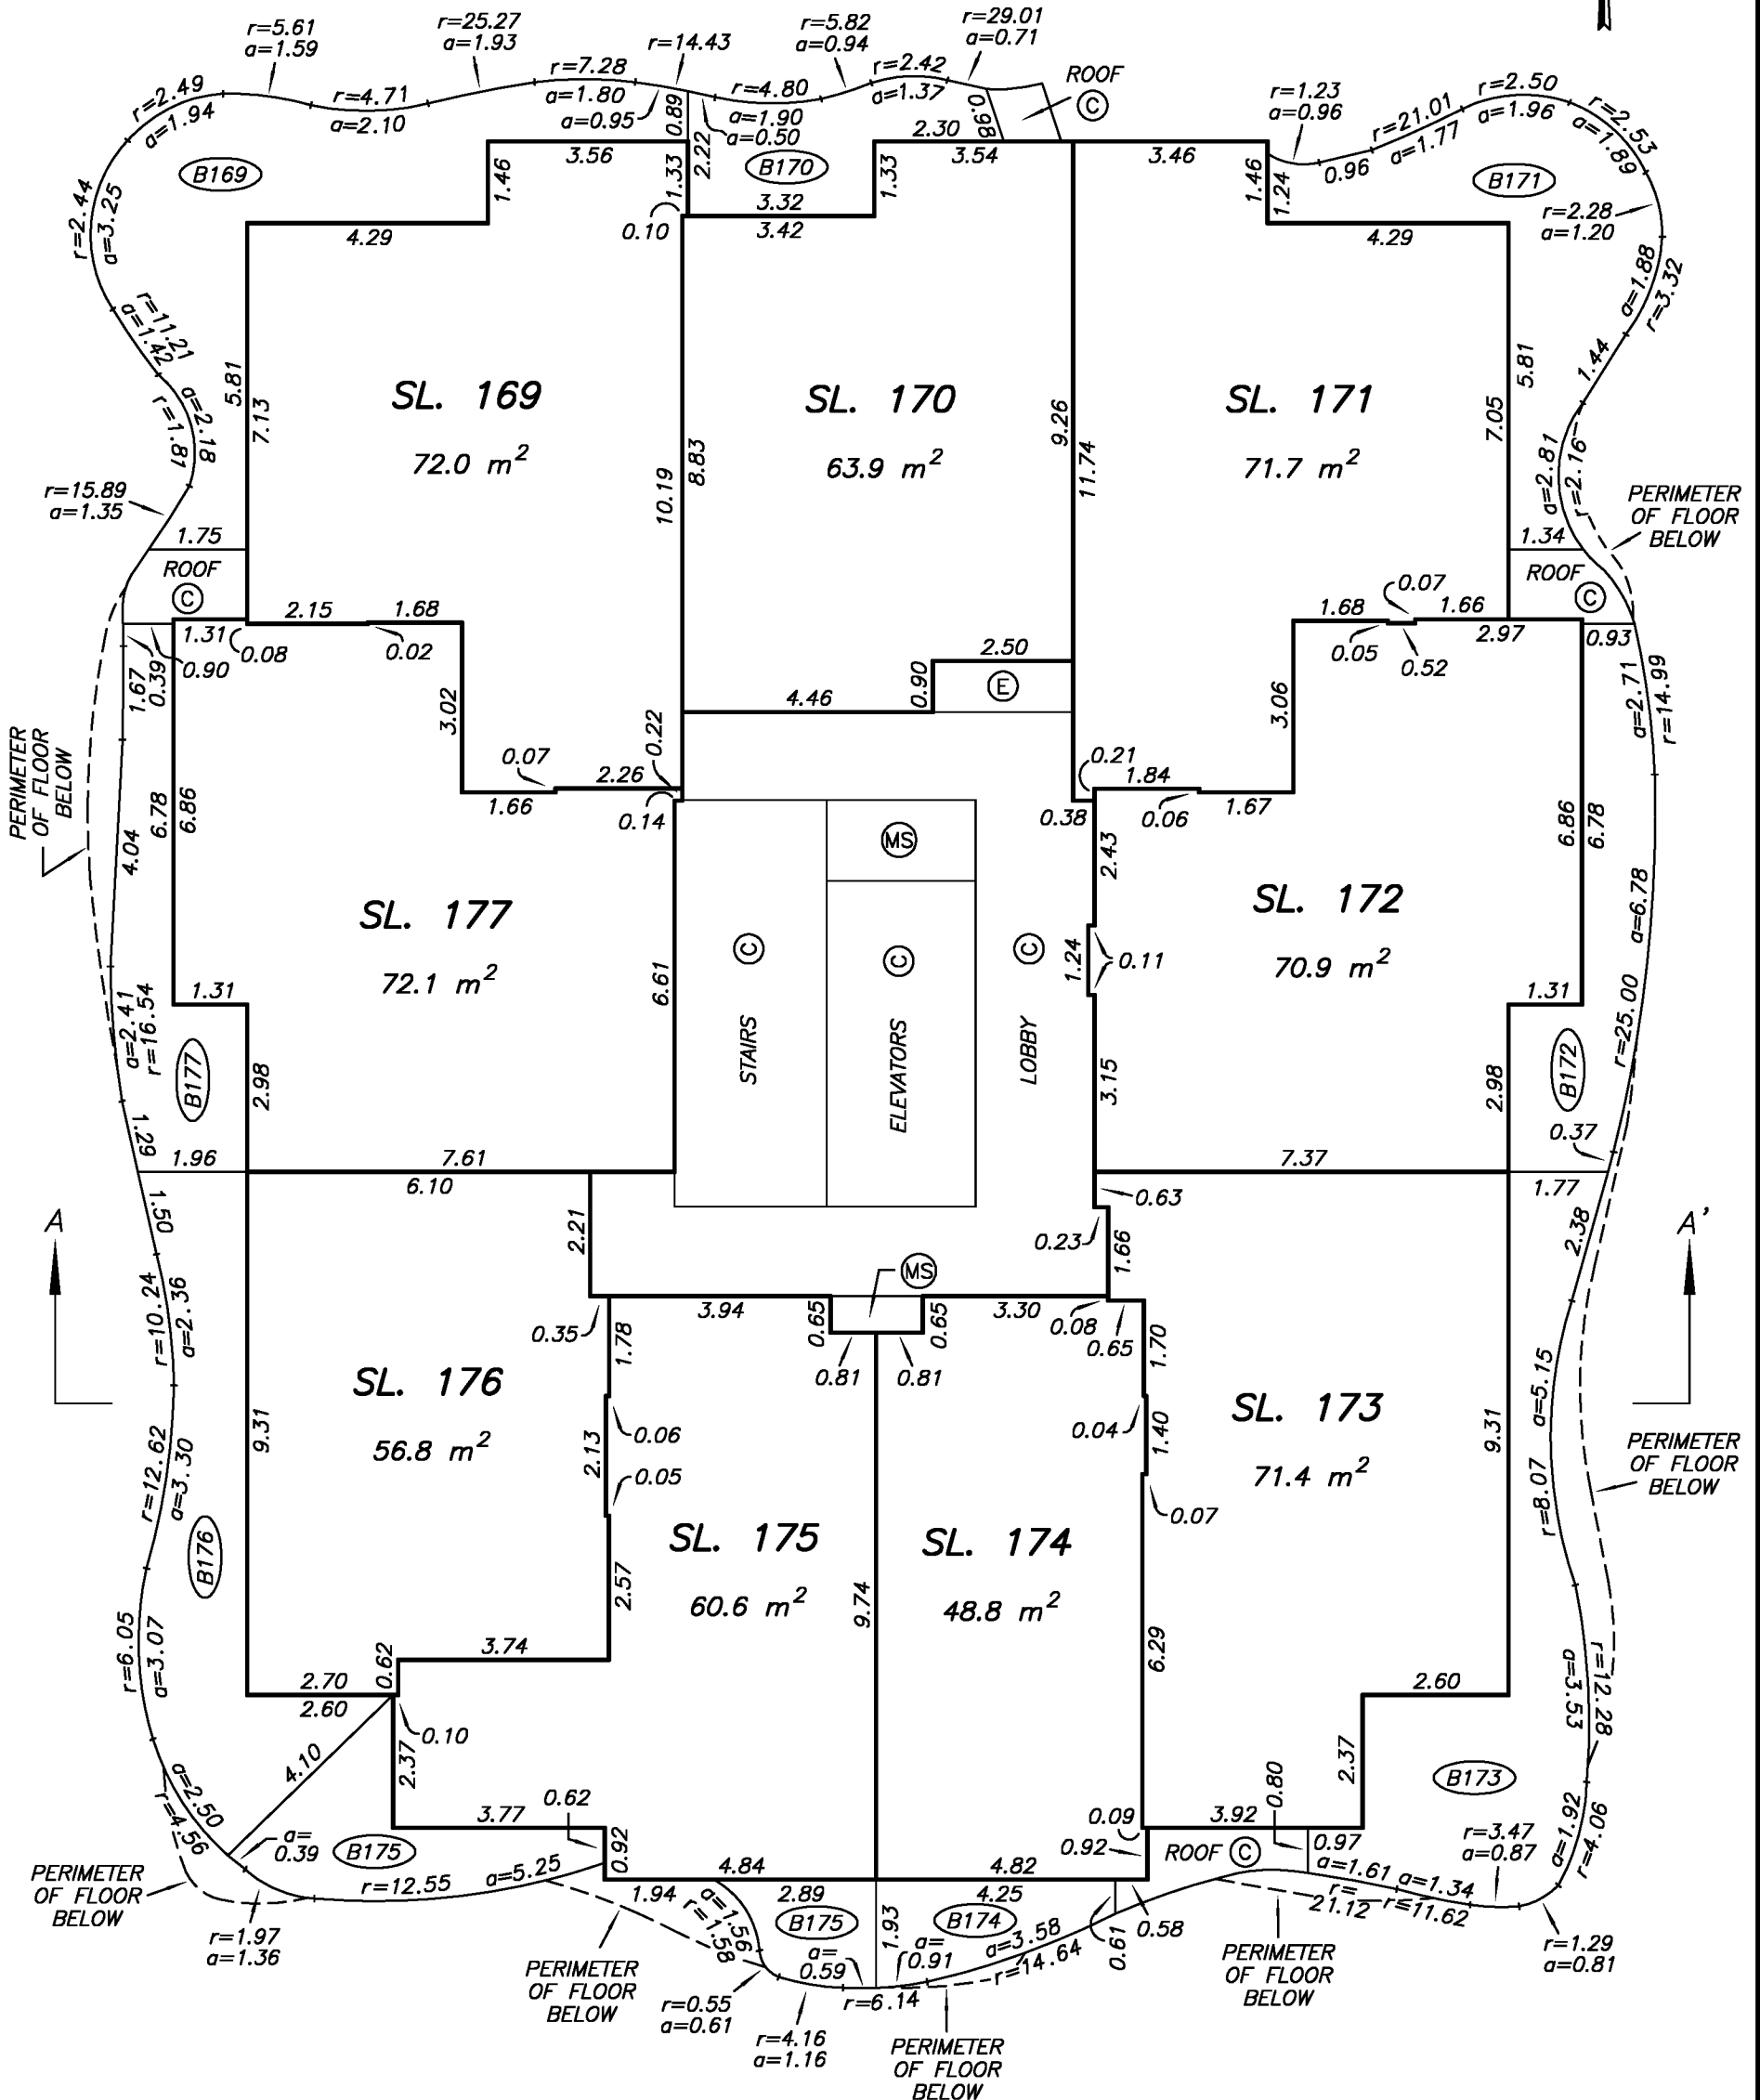 r=5.61
a=1.59
r=25.27
a=1.93
r=14.43
r=5.82
a=0.94
r=29.01
a=0.71
ROOF
C
r=2.49
a=1.94
r=4.71
a=2.10
r=7.28
a=1.80
a=0.95
0.89
r=4.80
a=1.90
a=0.50
r=2.42
a=1.37
0.98
r=1.23
a=0.96
r=21.01
a=1.77
0.96
r=2.50
a=1.96
r=2.53
a=1.89
B169
1.46
3.56
1.33
2.22
B170
2.30
3.54
1.33
3.32
3.42
0.10
3.46
1.46
1.24
B171
r=2.28
a=1.20
4.29
4.29
r=2.44
a=3.25
a=1.88
r=3.32
r=11.21
a=1.42
5.81
7.13
SL. 169
72.0 m²
SL. 170
63.9 m²
SL. 171
71.7 m²
9.26
11.74
7.05
5.81
1.44
a=2.18
r=1.81
10.19
8.83
a=2.81
r=2.16
r=15.89
a=1.35
PERIMETER
OF FLOOR
BELOW
1.75
ROOF
C
1.34
ROOF
C
2.15
1.68
0.07
1.68
1.66
1.31
0.08
0.02
0.05
0.52
2.97
0.93
0.90
1.67
0.39
2.50
0.90
E
3.02
4.46
3.06
a=2.71
r=14.99
PERIMETER
OF FLOOR
BELOW
0.07
2.26
0.22
0.21
1.84
1.66
0.14
0.38
0.06
1.67
MS
4.04
6.78
6.86
2.43
6.86
6.78
SL. 177
72.1 m²
SL. 172
70.9 m²
a=6.78
r=25.00
C
STAIRS
C
ELEVATORS
C
LOBBY
1.24
0.11
6.61
1.31
1.31
a=2.41
r=16.54
B177
2.98
3.15
2.98
B172
0.37
1.29
1.96
7.61
6.10
7.37
1.77
1.50
2.21
0.63
0.23
1.66
2.38
A
A'
MS
r=10.24
a=2.36
0.35
3.94
0.65
0.65
3.30
0.08
0.65
1.78
0.81
0.81
1.70
SL. 176
56.8 m²
SL. 173
71.4 m²
a=5.15
r=8.07
9.31
2.13
0.06
0.05
0.04
1.40
0.07
9.31
PERIMETER
OF FLOOR
BELOW
r=12.62
a=3.30
B176
SL. 175
60.6 m²
SL. 174
48.8 m²
2.57
9.74
6.29
r=6.05
a=3.07
0.62
3.74
2.70
2.60
0.10
2.60
a=3.53
r=12.28
4.10
2.37
2.37
B173
a=2.50
r=4.56
0.62
3.77
0.92
0.09
0.92
3.92
0.80
ROOF C
0.97
r=3.47
a=0.87
a=1.92
r=4.06
a=
0.39
B175
r=12.55
a=5.25
4.84
4.82
a=1.61
r=
21.12
a=1.34
r=11.62
PERIMETER
OF FLOOR
BELOW
r=1.97
a=1.36
1.94
a=1.56
r=1.58
2.89
B175
1.93
4.25
B174
0.61
0.58
a=
0.59
a=
0.91
a=3.58
r=14.64
r=6.14
PERIMETER
OF FLOOR
BELOW
r=0.55
a=0.61
r=4.16
a=1.16
PERIMETER
OF FLOOR
BELOW
PERIMETER
OF FLOOR
BELOW
r=1.29
a=0.81